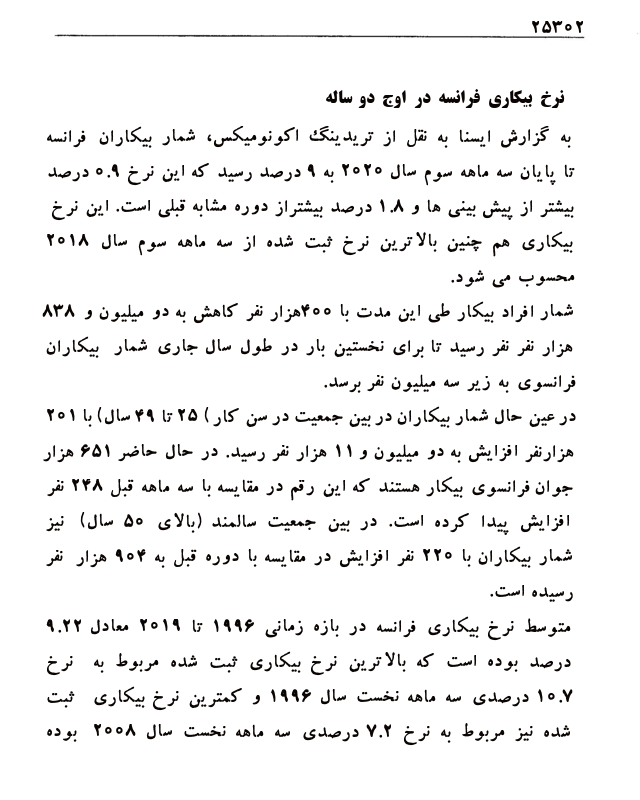 ۲۵۳۰۲
نرخ بیکاری فرانسه در اوج دو ساله
به گزارش ایسنا به نقل از تریدینگ اکونومیکس، شمار بیکاران فرانسه
تا پایان سه ماهه سوم سال ۲۰۲۰ به ۹ درصد رسید که این نرخ ۰.۹ درصد
بیشتر از پیش بینی ها و ۱.۸ درصد بیشتراز دوره مشابه قبلی است. این نرخ
بیکاری هم چنین بالاترین نرخ ثبت شده از سه ماهه سوم سال ۲۰۱۸
محسوب می شود.
شمار افراد بیکار طی این مدت با ۴۰۰هزار نفر کاهش به دو میلیون و ۸۳۸
هزار نفر نفر رسید تا برای نخستین بار در طول سال جاری شمار بیکاران
فرانسوی به زیر سه میلیون نفر برسد.
در عین حال شمار بیکاران در بین جمعیت در سن کار) ۲۵ تا ۴۹ سال) با ۲۰۱
هزارنفر افزایش به دو میلیون و ۱۱ هزار نفر رسید. در حال حاضر ۶۵۱ هزار
جوان فرانسوی بیکار هستند که این رقم در مقایسه با سه ماهه قبل ۲۴۸ نفر
افزایش پیدا کرده است. در بین جمعیت سالمند (بالای ۵۰ سال) نیز
شمار بیکاران با ۲۲۰ نفر افزایش در مقایسه با دوره قبل به ۹۰۴ هزار نفر
رسیده است.
متوسط نرخ بیکاری فرانسه در بازه زمانی ۱۹۹۶ تا ۲۰۱۹ معادل ۹.۲۲
درصد بوده است که بالاترین نرخ بیکاری ثبت شده مربوط به نرخ
۱۰.۷ درصدی سه ماهه نخست سال ۱۹۹۶ و کمترین نرخ بیکاری ثبت
شده نیز مربوط به نرخ ۷.۲ درصدی سه ماهه نخست سال ۲۰۰۸ بوده